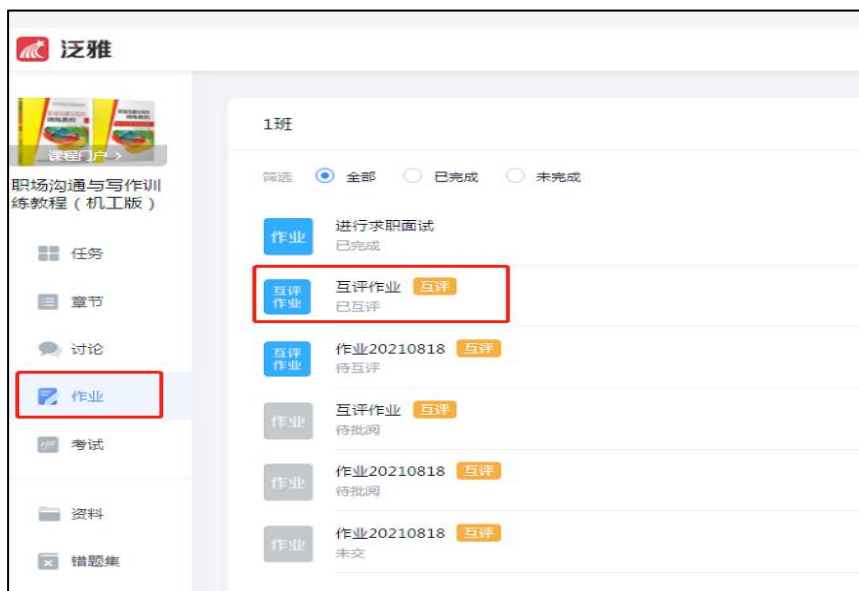 泛雅
课程门户 >
职场沟通与写作训
练教程（机工版）
任务
章节
讨论
作业
考试
资料
错题集
1班
筛选 全部 已完成 未完成
作业 进行求职面试
已完成
互评
作业
互评作业 互评
已互评
互评
作业
作业20210818 互评
待互评
作业 互评作业 互评
待批阅
作业 作业20210818 互评
待批阅
作业 作业20210818 互评
未交